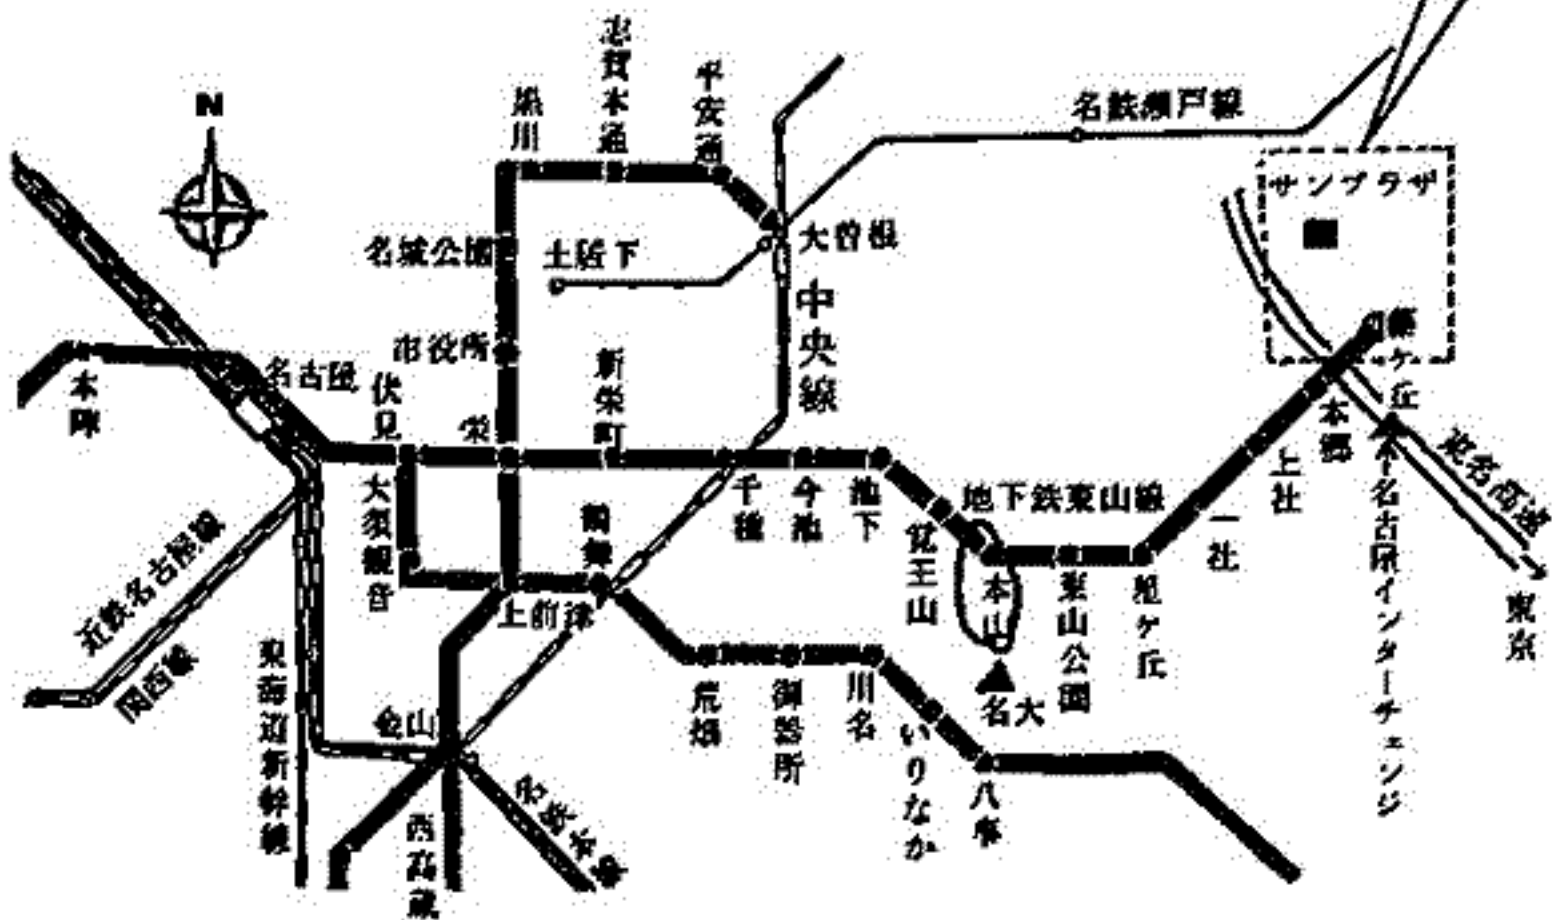 N
志賀本通
平安通
黒川
名鉄瀬戸線
サンプラザ
名城公園
土居下
大曽根
中央線
市役所
新栄町
名古屋
伏見
栄
本陣
藤ヶ丘
本郷
上社
一社
東名高速
東京
名古屋インターチェンジ
千種
今池
池下
覚王山
地下鉄東山線
本山
東山公園
星ヶ丘
名大
大須観音
鶴舞
上前津
近鉄名古屋線
関西線
東海道新幹線
金山
荒畑
御器所
川名
いりなか
八事
西高蔵